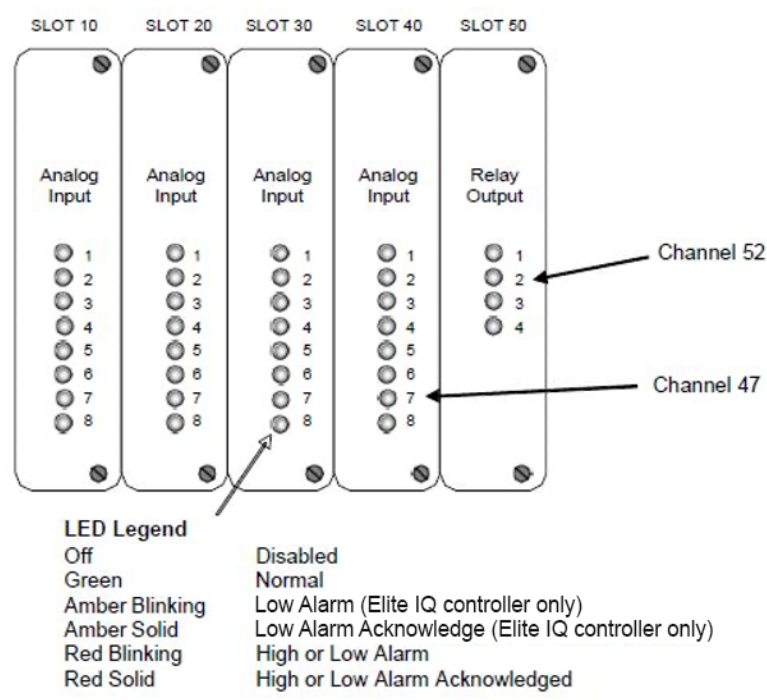 SLOT 10 SLOT 20 SLOT 30 SLOT 40 SLOT 50
Analog Input
1
2
3
4
5
6
7
8
Analog Input
1
2
3
4
5
6
7
8
Analog Input
1
2
3
4
5
6
7
8
Analog Input
1
2
3
4
5
6
7
8
Relay Output
1
2
3
4
Channel 52
Channel 47
LED Legend
Off Disabled
Green Normal
Amber Blinking Low Alarm (Elite IQ controller only)
Amber Solid Low Alarm Acknowledge (Elite IQ controller only)
Red Blinking High or Low Alarm
Red Solid High or Low Alarm Acknowledged